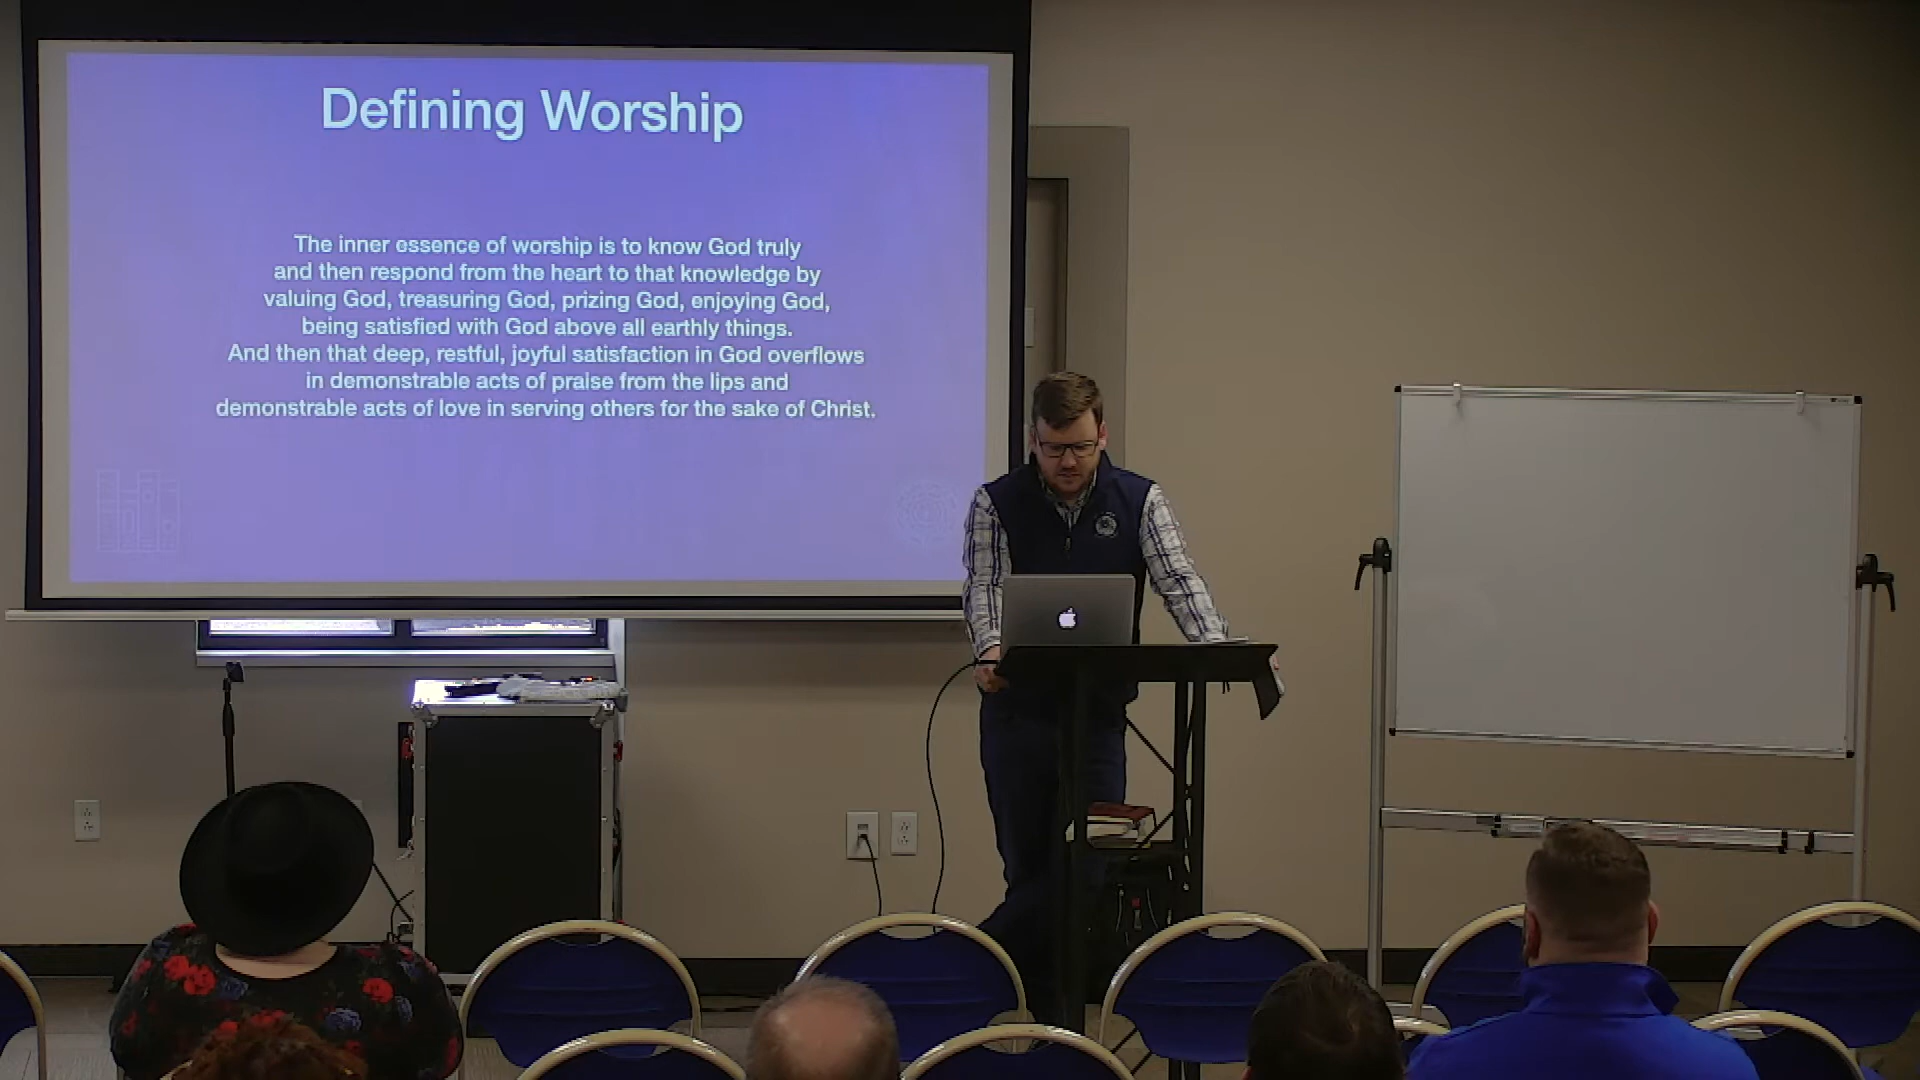 Defining Worship
The inner essence of worship is to know God truly
and then respond from the heart to that knowledge by
valuing God, treasuring God, prizing God, enjoying God,
being satisfied with God above all earthly things.
And then that deep, restful, joyful satisfaction in God overflows
in demonstrable acts of praise from the lips and
demonstrable acts of love in serving others for the sake of Christ.